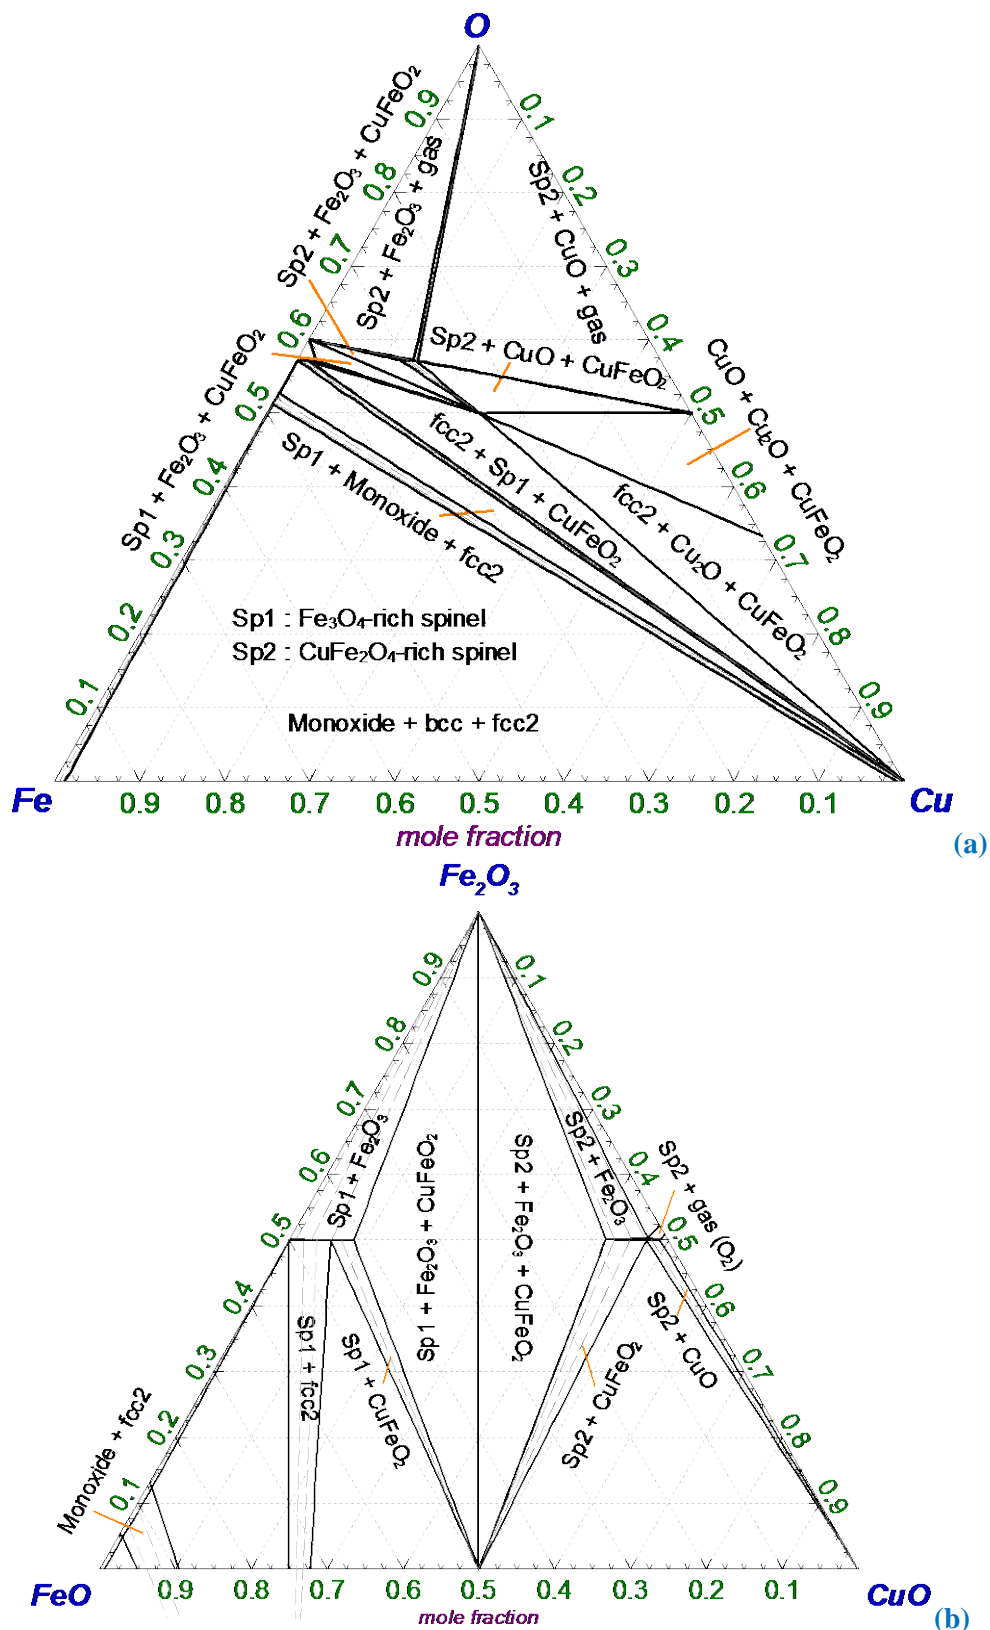 O
0.9
0.8
0.7
0.6
0.5
0.4
0.3
0.2
0.1
0.1
0.2
0.3
0.4
0.5
0.6
0.7
0.8
0.9
Sp2 + Fe₂O₃ + CuFeO₂
Sp2 + Fe₂O₃ + gas
Sp2 + CuO + gas
Sp2 + CuO + CuFeO₂
CuO + Cu₂O + CuFeO₂
Sp1 + Fe₂O₃ + CuFeO₂
fcc2 + Sp1 + CuFeO₂
fcc2 + Cu₂O + CuFeO₂
Sp1 + Monoxide + fcc2
Sp1 : Fe₃O₄-rich spinel
Sp2 : CuFe₂O₄-rich spinel
Monoxide + bcc + fcc2
Fe
0.9 0.8 0.7 0.6 0.5 0.4 0.3 0.2 0.1
Cu
mole fraction
(a)
Fe₂O₃
0.9
0.8
0.7
0.6
0.5
0.4
0.3
0.2
0.1
0.1
0.2
0.3
0.4
0.5
0.6
0.7
0.8
0.9
Sp1 + Fe₂O₃
Sp1 + Fe₂O₃ + CuFeO₂
Sp2 + Fe₂O₃ + CuFeO₂
Sp2 + Fe₂O₃
Sp2 + gas (O₂)
Sp1 + fcc2
Sp1 + CuFeO₂
Sp2 + CuFeO₂
Sp2 + CuO
Monoxide + fcc2
FeO
0.9 0.8 0.7 0.6 0.5 0.4 0.3 0.2 0.1
CuO
mole fraction
(b)